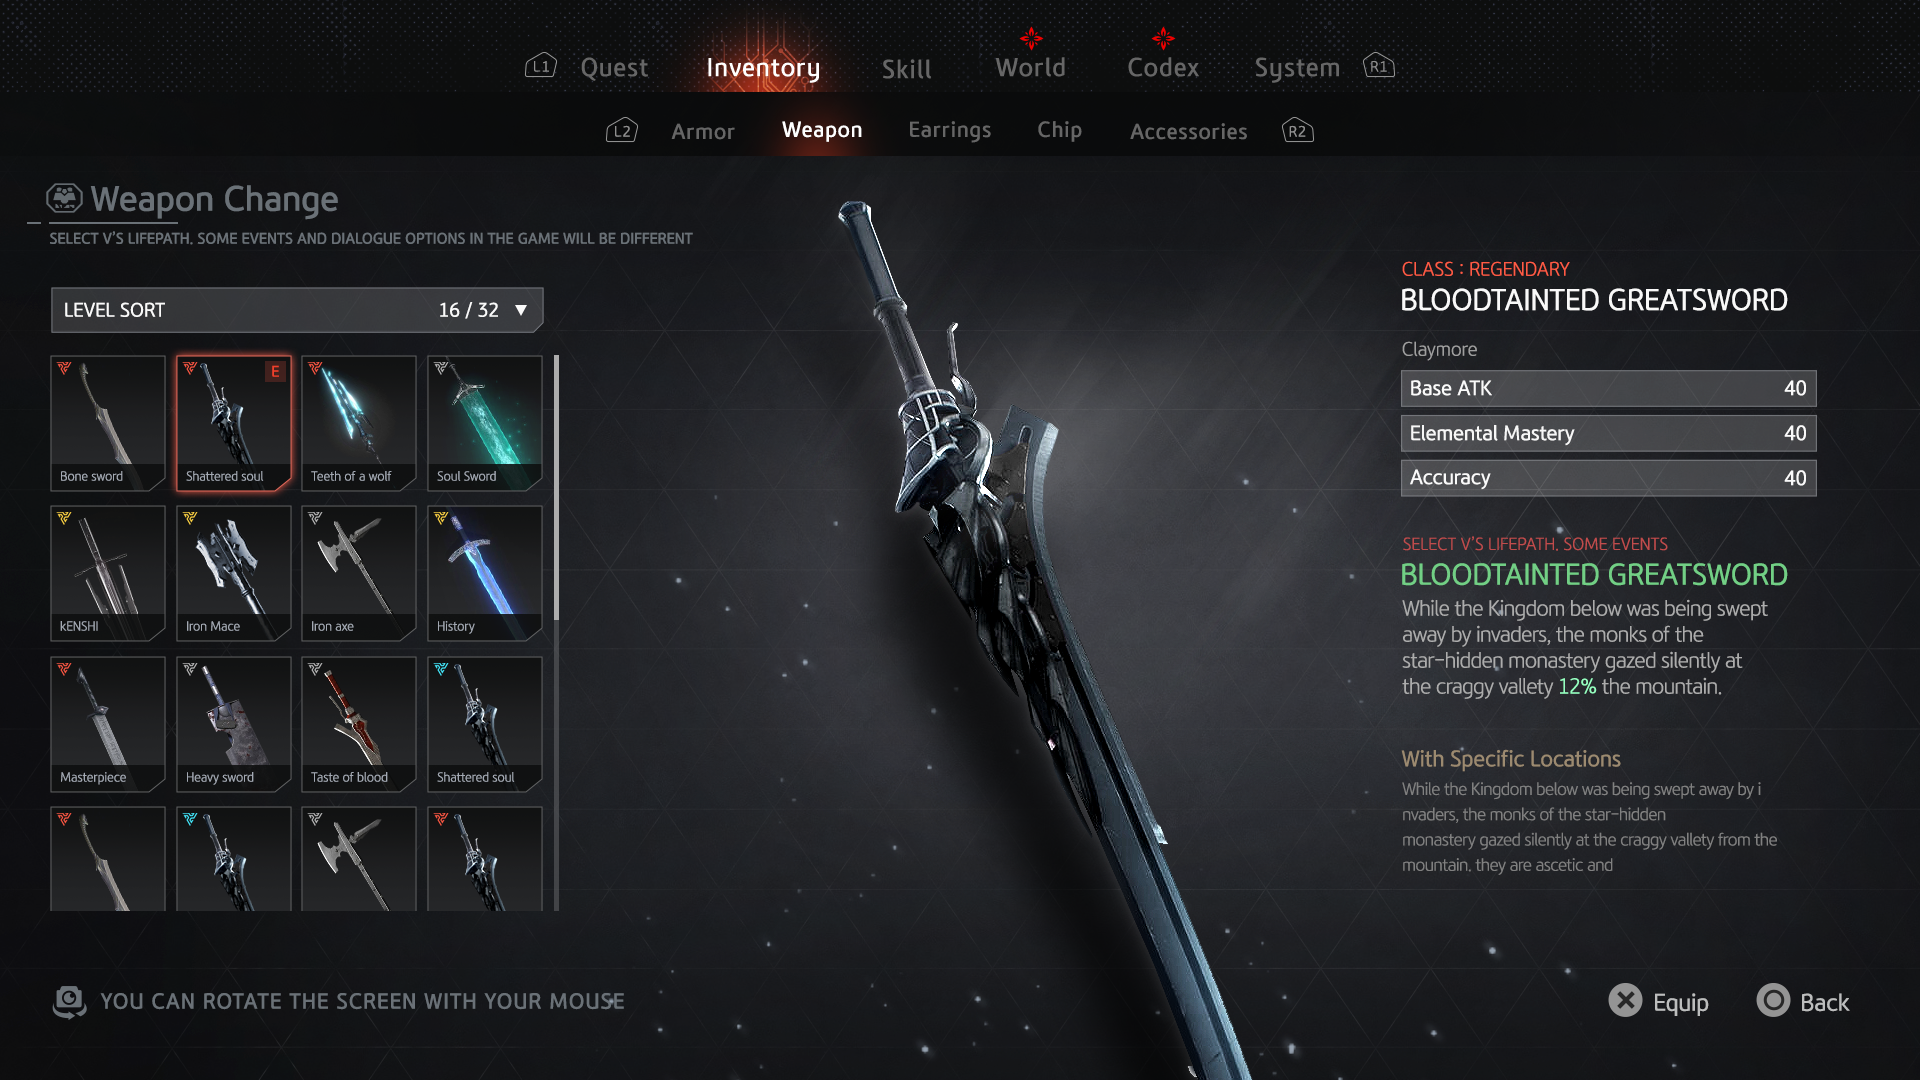 L1 Quest Inventory Skill World Codex System R1
L2 Armor Weapon Earrings Chip Accessories R2
Weapon Change
SELECT V'S LIFEPATH. SOME EVENTS AND DIALOGUE OPTIONS IN THE GAME WILL BE DIFFERENT
LEVEL SORT 16 / 32 ▼
E
Bone sword
Shattered soul
Teeth of a wolf
Soul Sword
kENSHI
Iron Mace
Iron axe
History
Masterpiece
Heavy sword
Taste of blood
Shattered soul
CLASS : REGENDARY
BLOODTAINTED GREATSWORD
Claymore
Base ATK 40
Elemental Mastery 40
Accuracy 40
SELECT V'S LIFEPATH. SOME EVENTS
BLOODTAINTED GREATSWORD
While the Kingdom below was being swept
away by invaders, the monks of the
star-hidden monastery gazed silently at
the craggy vallety 12% the mountain.
With Specific Locations
While the Kingdom below was being swept away by i
nvaders, the monks of the star-hidden
monastery gazed silently at the craggy vallety from the
mountain. they are ascetic and
YOU CAN ROTATE THE SCREEN WITH YOUR MOUSE
Equip
Back